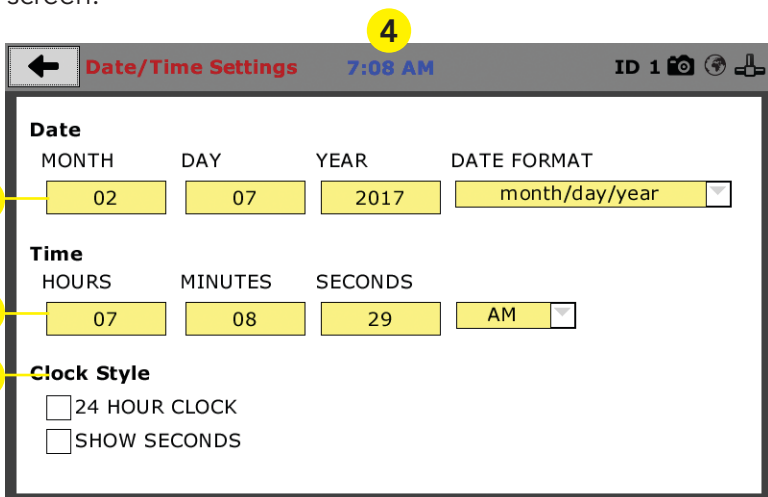 screen.
4
Date/Time Settings 7:08 AM ID 1
Date
MONTH DAY YEAR DATE FORMAT
02 07 2017 month/day/year
Time
HOURS MINUTES SECONDS
07 08 29 AM
Clock Style
24 HOUR CLOCK
SHOW SECONDS